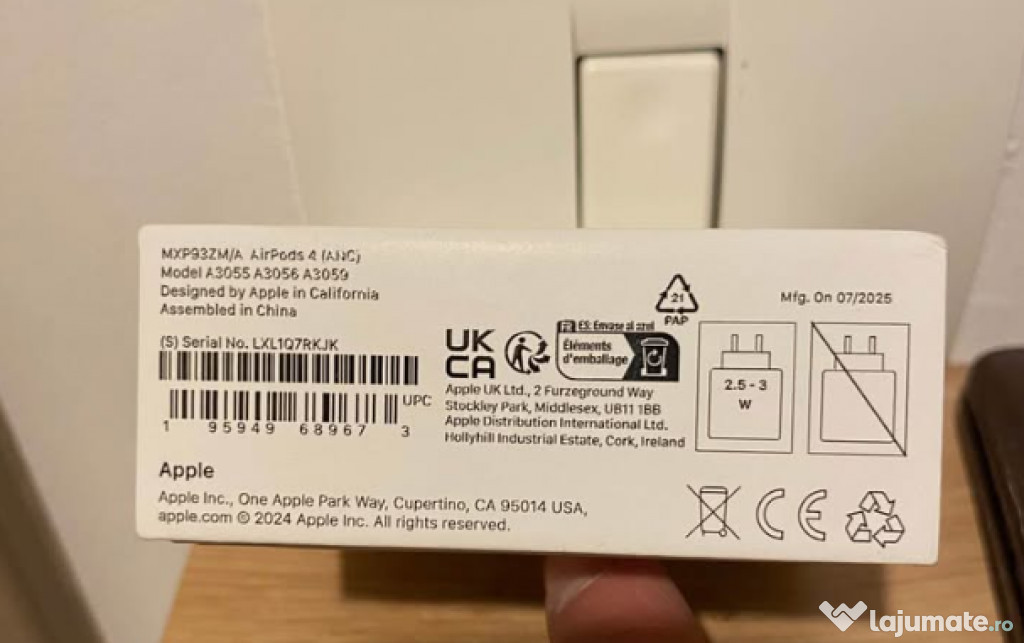 MXP93ZM/A AirPods 4 (ANC)
Model A3055 A3056 A3059
Designed by Apple in California
Assembled in China
(S) Serial No. LXL1Q7RKJK
UPC
1 95949 68967 3
Apple
Apple Inc., One Apple Park Way, Cupertino, CA 95014 USA,
apple.com © 2024 Apple Inc. All rights reserved.
UK
CA
FR ES: Envase al azul
Éléments
d'emballage
Apple UK Ltd., 2 Furzeground Way
Stockley Park, Middlesex, UB11 1BB
Apple Distribution International Ltd.
Hollyhill Industrial Estate, Cork, Ireland
21
PAP
Mfg. On 07/2025
2.5 - 3
W
CE
lajumate.ro